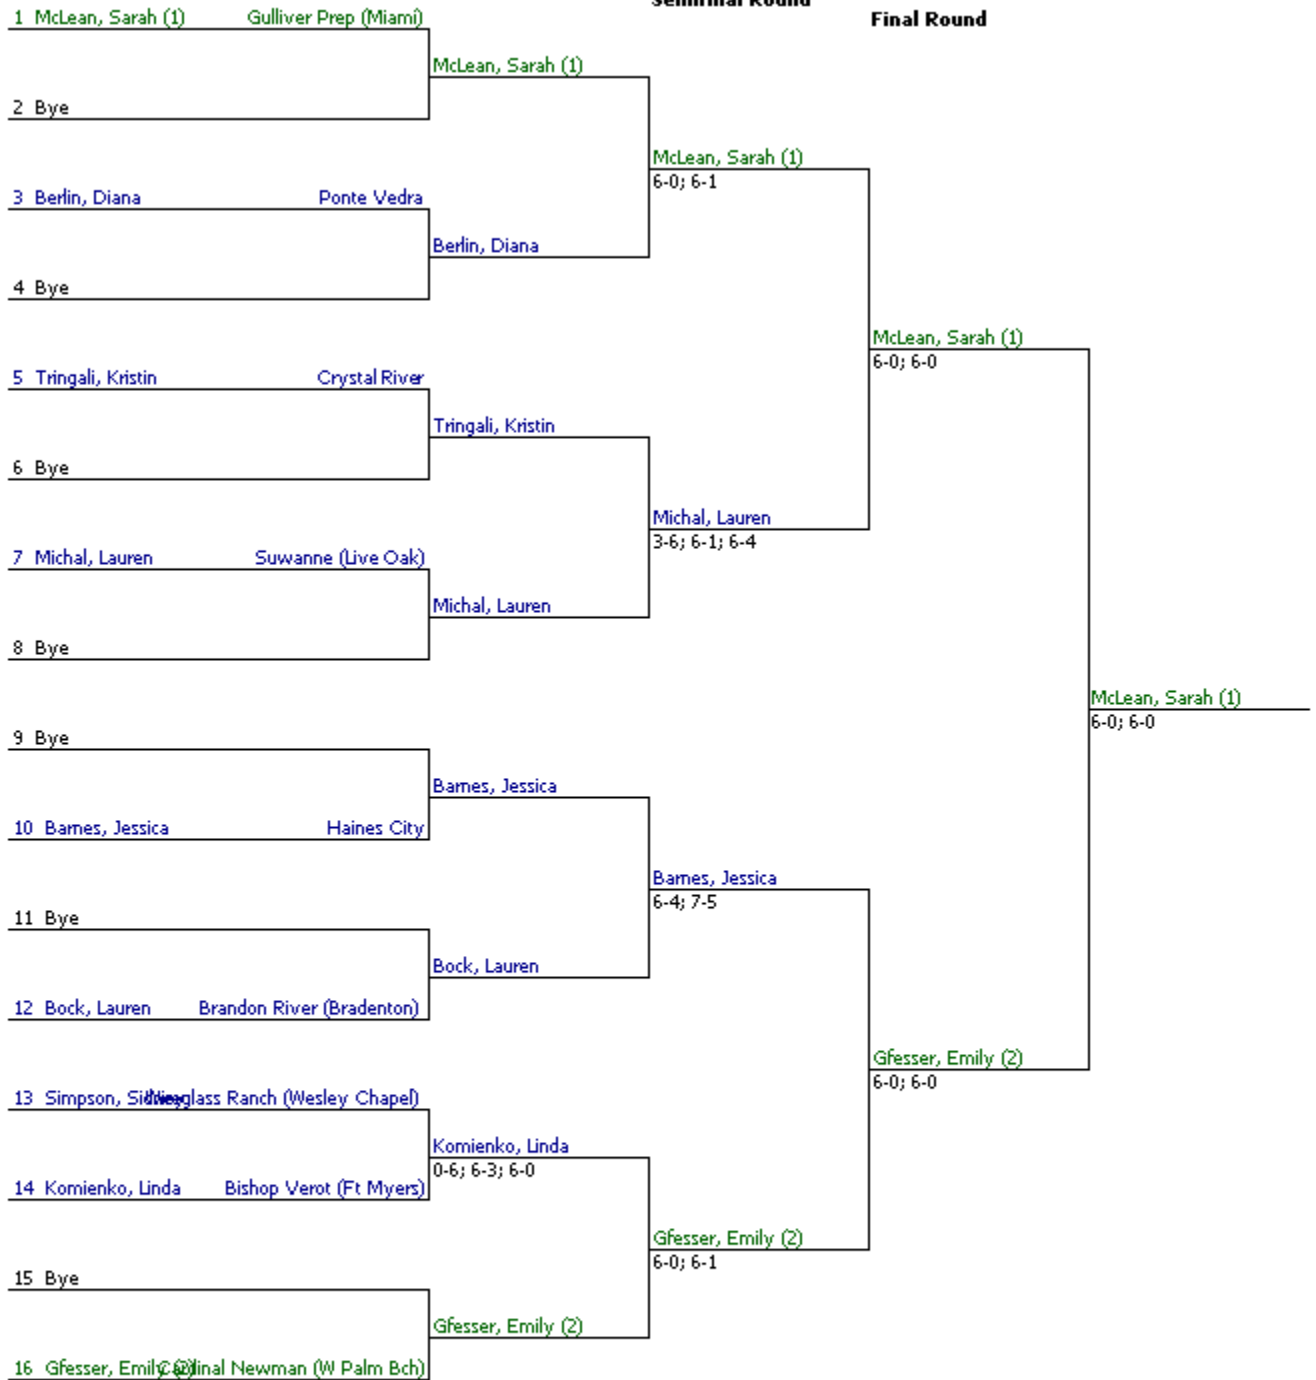 Semifinal Round
Final Round
1 McLean, Sarah (1) Gulliver Prep (Miami)
McLean, Sarah (1)
2 Bye
McLean, Sarah (1)
6-0; 6-1
3 Berlin, Diana Ponte Vedra
Berlin, Diana
4 Bye
McLean, Sarah (1)
6-0; 6-0
5 Tringali, Kristin Crystal River
Tringali, Kristin
6 Bye
Michal, Lauren
3-6; 6-1; 6-4
7 Michal, Lauren Suwanne (Live Oak)
Michal, Lauren
8 Bye
McLean, Sarah (1)
6-0; 6-0
9 Bye
Barnes, Jessica
10 Barnes, Jessica Haines City
Barnes, Jessica
6-4; 7-5
11 Bye
Bock, Lauren
12 Bock, Lauren Brandon River (Bradenton)
Gfesser, Emily (2)
6-0; 6-0
13 Simpson, Ranch (Wesley Chapel)
Komienko, Linda
0-6; 6-3; 6-0
14 Komienko, Linda Bishop Verot (Ft Myers)
Gfesser, Emily (2)
6-0; 6-1
15 Bye
Gfesser, Emily (2)
16 Gfesser, Emily (2) Cardinal Newman (W Palm Bch)